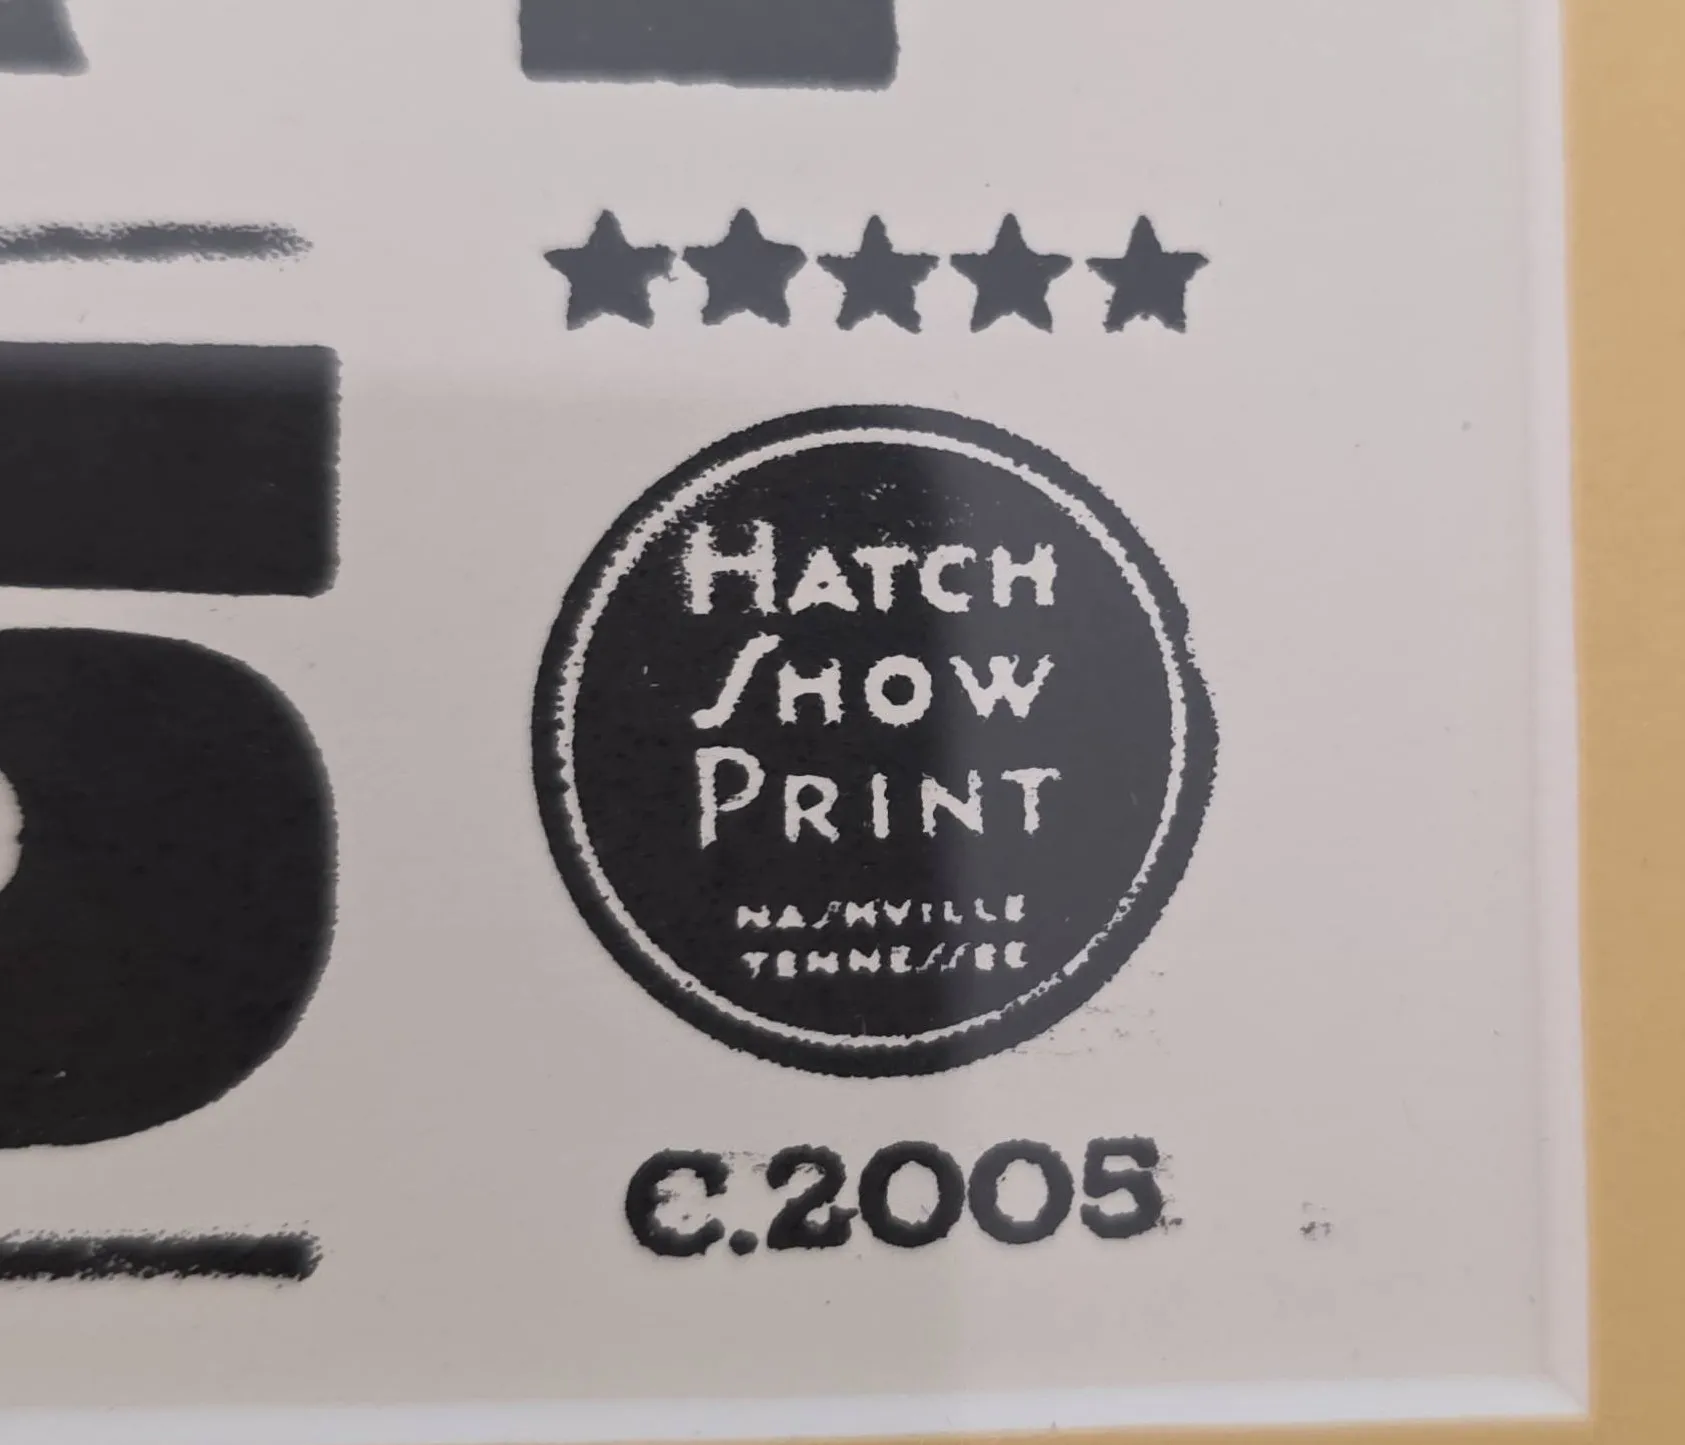 HATCH
SHOW
PRINT
NASHVILLE
TENNESSEE
C.2005